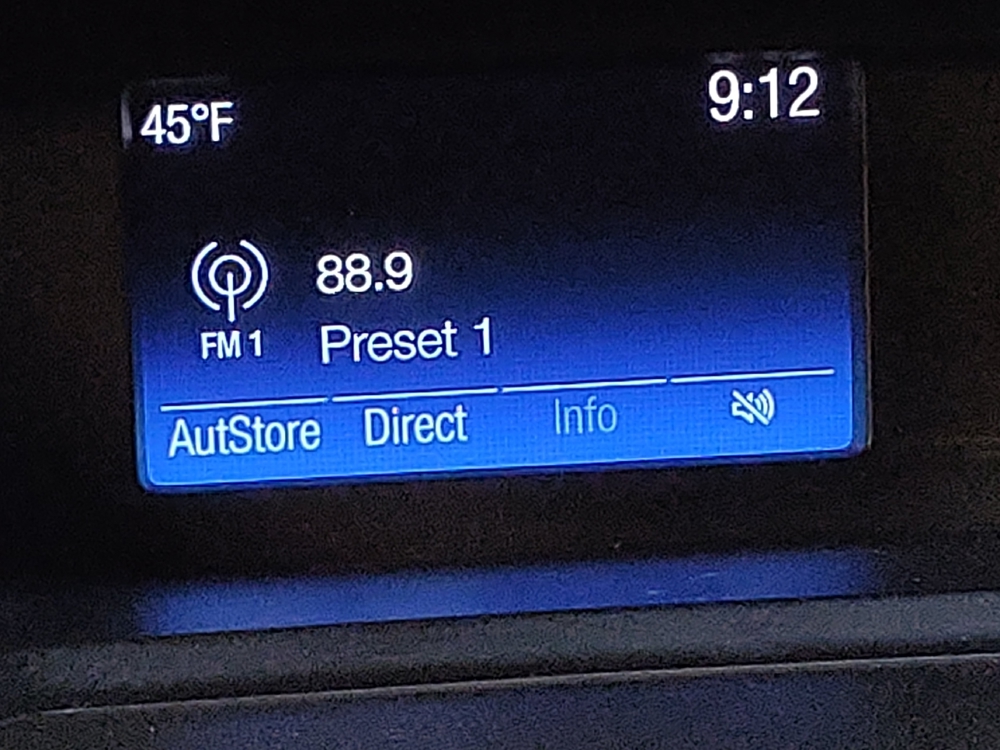 45°F 9:12
88.9
FM 1 Preset 1
AutStore Direct Info